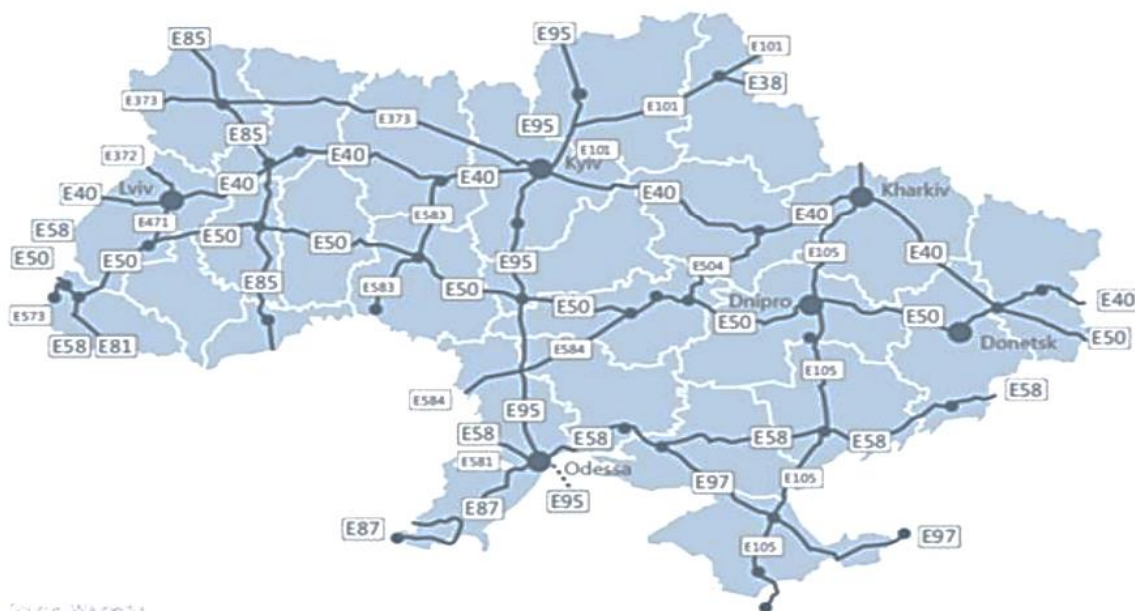 E85
E95
E101
E38
E373
E373
E101
E95
E85
E101
Kyiv
E372
E40
E40
E40
E40
Lviv
E40
Kharkiv
E583
E471
E40
E58
E50
E50
E40
E105
E50
E50
E95
E504
E85
E583
E50
E50
Dnipro
E40
E573
E50
E50
E50
E58
E81
Donetsk
E584
E105
E584
E95
E58
E58
E58
E58
E58
E581
Odessa
E105
E97
E87
E95
E87
E97
E105